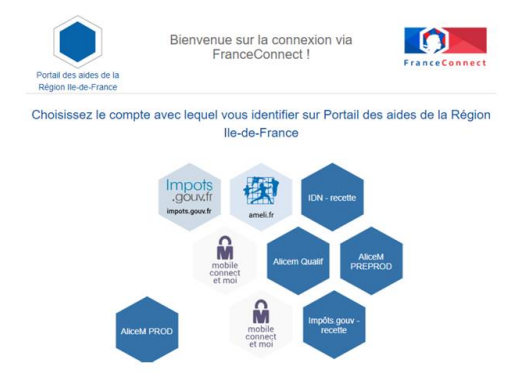 Portail des aides de la
Région Ile-de-France
Bienvenue sur la connexion via
FranceConnect !
FranceConnect
Choisissez le compte avec lequel vous identifier sur Portail des aides de la Région
Ile-de-France
Impots
.gouv.fr
impots.gouv.fr
ameli.fr
IDN - recette
mobile
connect
et moi
Alicem Qualif
AliceM
PREPROD
AliceM PROD
mobile
connect
et moi
Impôts.gouv -
recette